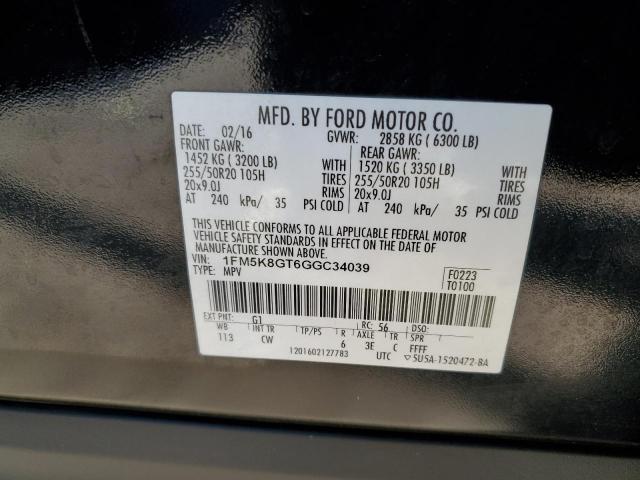 MFD. BY FORD MOTOR CO.
DATE: 02/16 GVWR: 2858 KG ( 6300 LB)
FRONT GAWR: REAR GAWR:
1452 KG ( 3200 LB) WITH 1520 KG ( 3350 LB) WITH
255/50R20 105H TIRES 255/50R20 105H TIRES
20x9.0J RIMS 20x9.0J RIMS
AT 240 kPa/ 35 PSI COLD AT 240 kPa/ 35 PSI COLD
THIS VEHICLE CONFORMS TO ALL APPLICABLE FEDERAL MOTOR
VEHICLE SAFETY STANDARDS IN EFFECT ON THE DATE OF
MANUFACTURE SHOWN ABOVE.
VIN: 1FM5K8GT6GGC34039 F0223
TYPE: MPV T0100
EXT PNT: G1 RC: 56 DSO:
WB INT TR TP/PS R AXLE TR SPR
113 CW 6 3E C FFFF
1201602127783 UTC ▽5U5A-1520472-BA